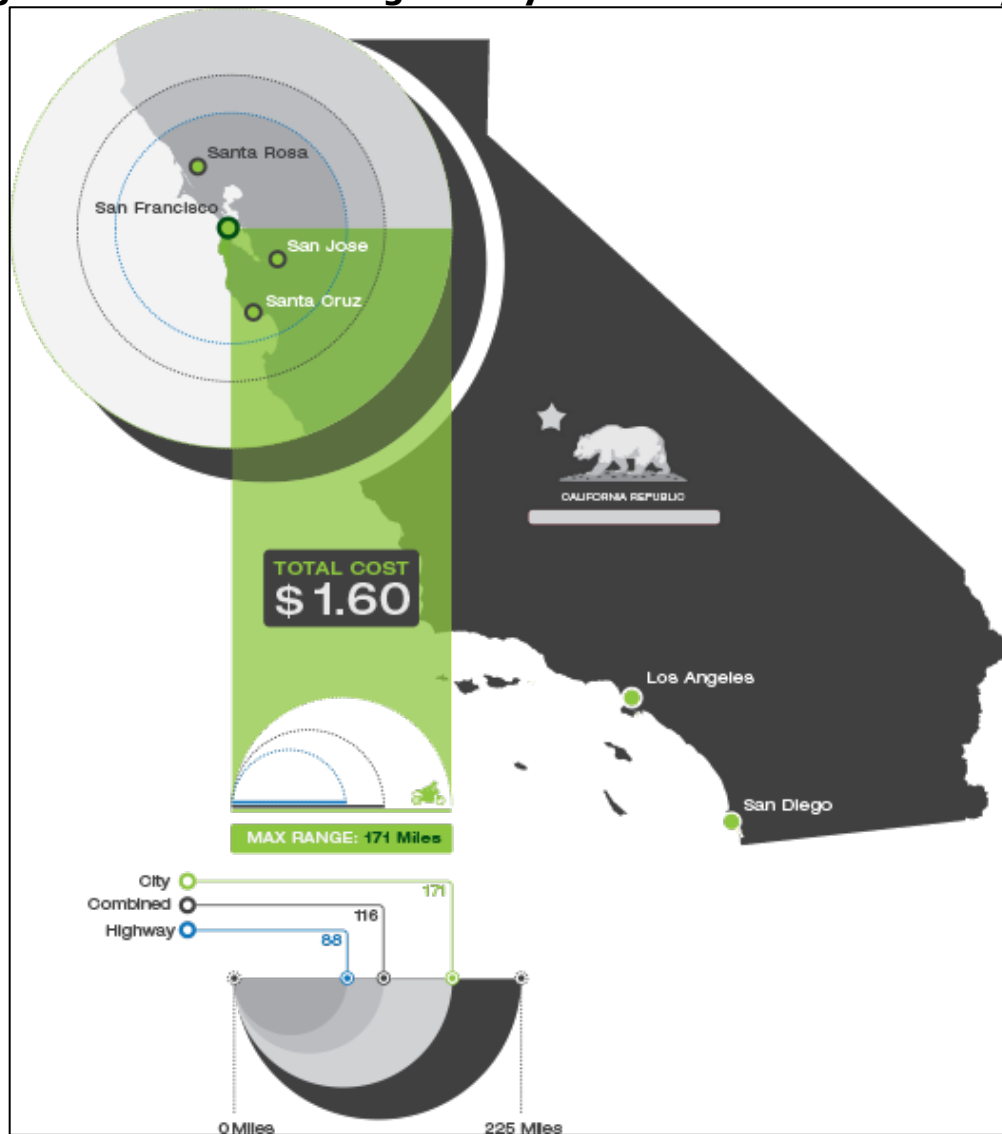 Santa Rosa
San Francisco
San Jose
Santa Cruz
CALIFORNIA REPUBLIC
TOTAL COST
$ 1.60
Los Angeles
San Diego
MAX RANGE: 171 Miles
City
171
Combined
116
Highway
88
0 Miles
225 Miles